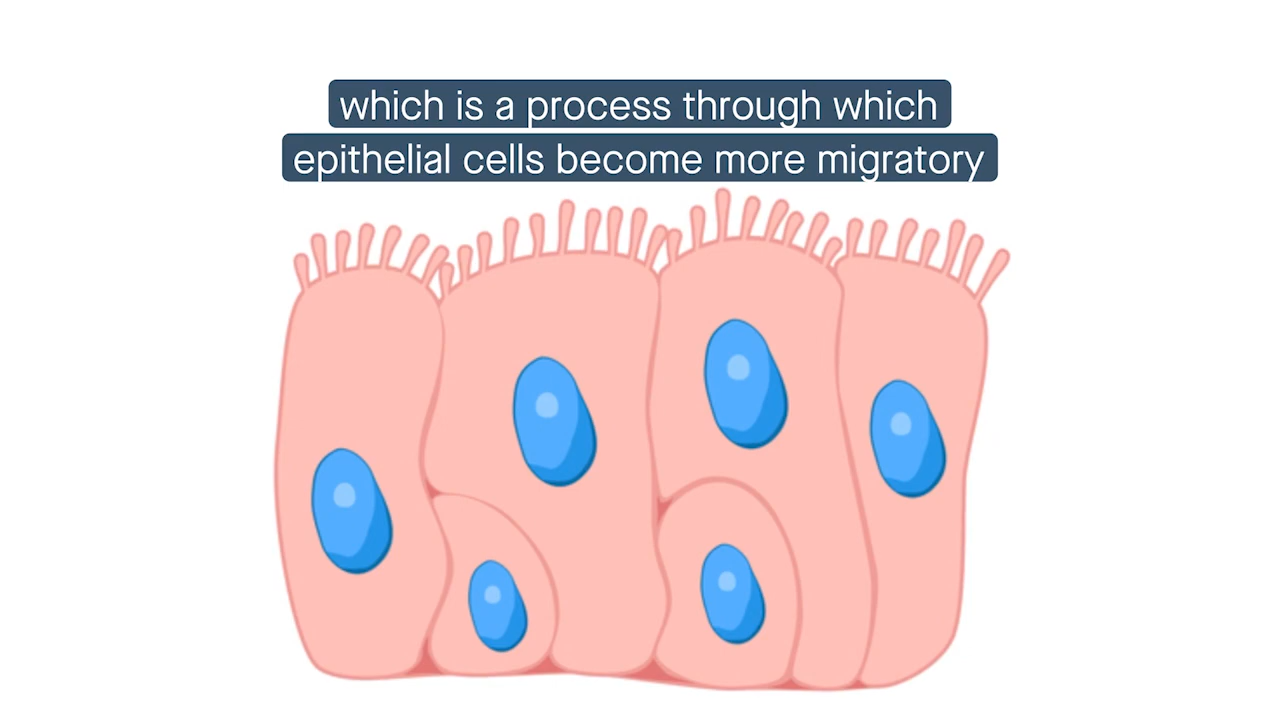 which is a process through which
epithelial cells become more migratory